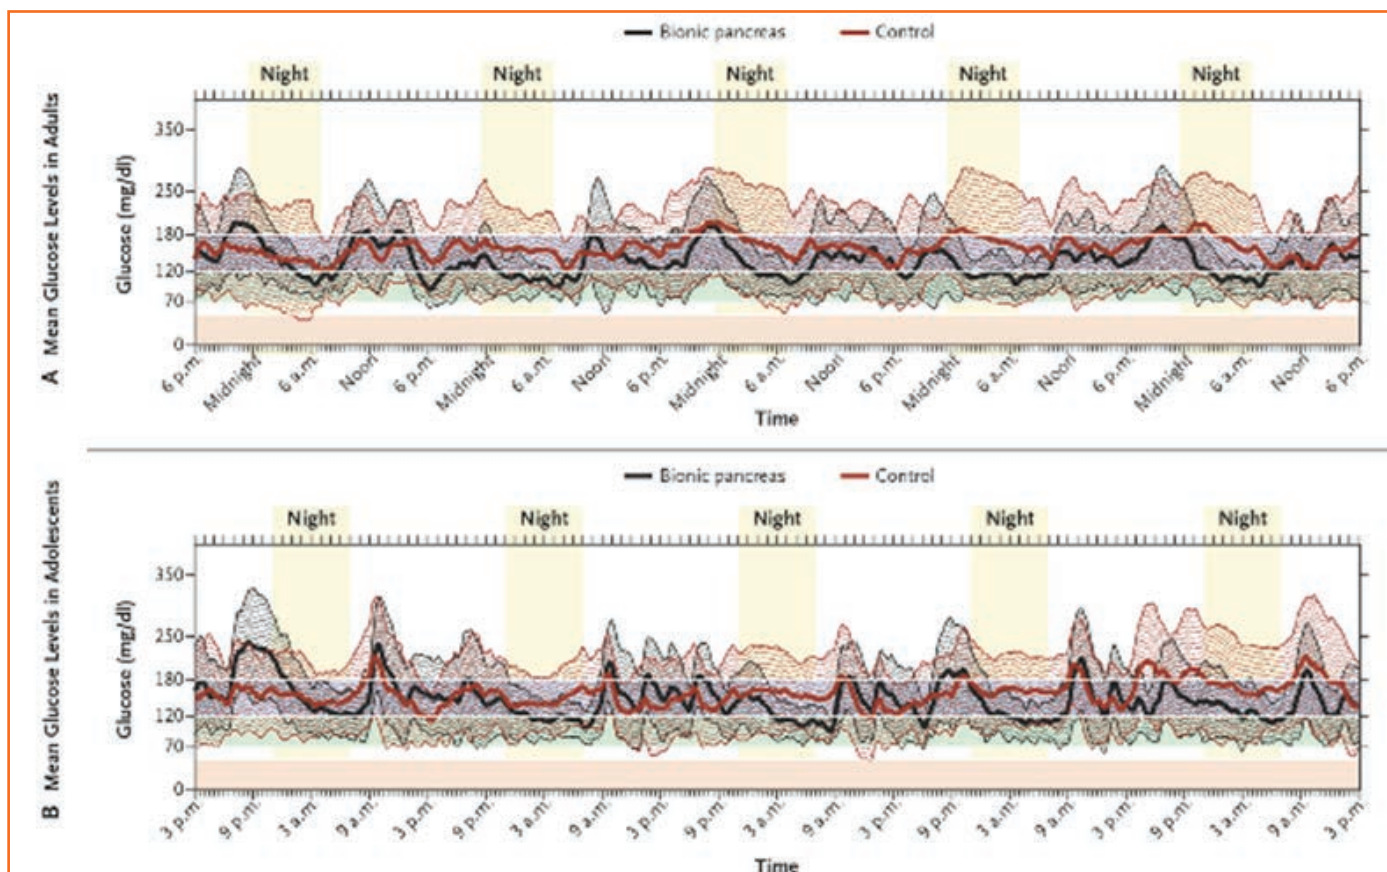 Bionic pancreas Control
Night Night Night Night Night
A Mean Glucose Levels in Adults
Glucose (mg/dl)
350
250
180
120
70
0
6 p.m. Midnight 6 a.m. Noon 6 p.m. Midnight 6 a.m. Noon 6 p.m. Midnight 6 a.m. Noon 6 p.m. Midnight 6 a.m. Noon 6 p.m. Midnight 6 a.m. Noon 6 p.m.
Time
Bionic pancreas Control
Night Night Night Night Night
B Mean Glucose Levels in Adolescents
Glucose (mg/dl)
350
250
180
120
70
0
3 p.m. 9 p.m. 3 a.m. 9 a.m. 3 p.m. 9 p.m. 3 a.m. 9 a.m. 3 p.m. 9 p.m. 3 a.m. 9 a.m. 3 p.m. 9 p.m. 3 a.m. 9 a.m. 3 p.m. 9 p.m. 3 a.m. 9 a.m. 3 p.m.
Time